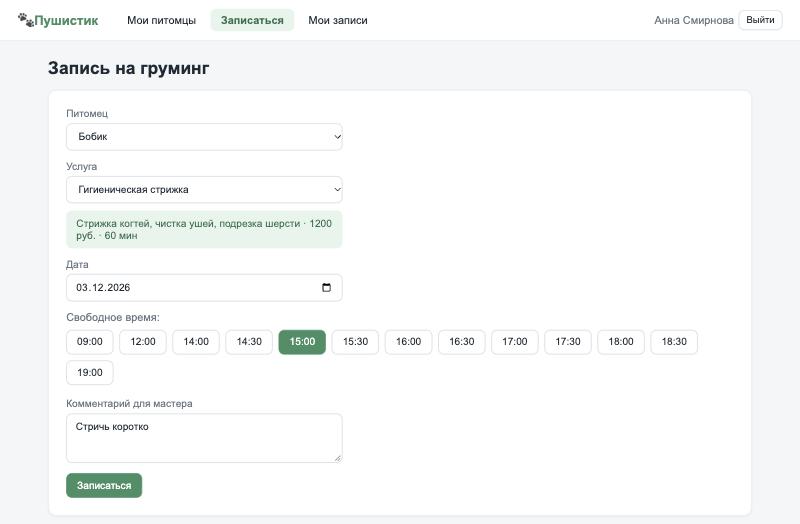 Пушистик Мои питомцы Записаться Мои записи Анна Смирнова Выйти
Запись на груминг
Питомец
Бобик
Услуга
Гигиеническая стрижка
Стрижка когтей, чистка ушей, подрезка шерсти · 1200
руб. · 60 мин
Дата
03.12.2026
Свободное время:
09:00 12:00 14:00 14:30 15:00 15:30 16:00 16:30 17:00 17:30 18:00 18:30
19:00
Комментарий для мастера
Стричь коротко
Записаться